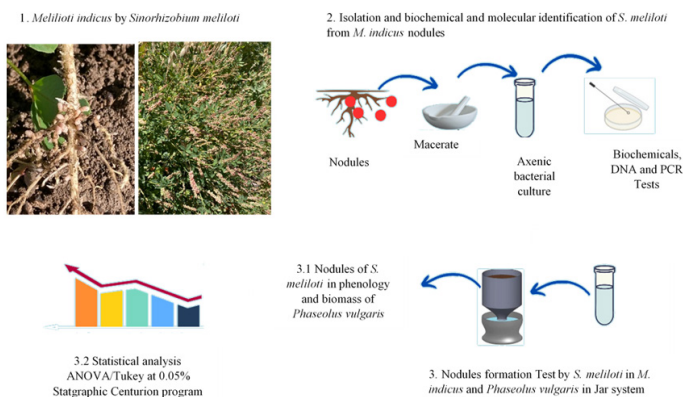 1. Melilioti indicus by Sinorhizobium meliloti
2. Isolation and biochemical and molecular identification of S. meliloti
from M. indicus nodules
Nodules
Macerate
Axenic
bacterial
culture
Biochemicals,
DNA and PCR
Tests
3.1 Nodules of S.
meliloti in phenology
and biomass of
Phaseolus vulgaris
3.2 Statistical analysis
ANOVA/Tukey at 0.05%
Statgraphic Centurion program
3. Nodules formation Test by S. meliloti in M.
indicus and Phaseolus vulgaris in Jar system